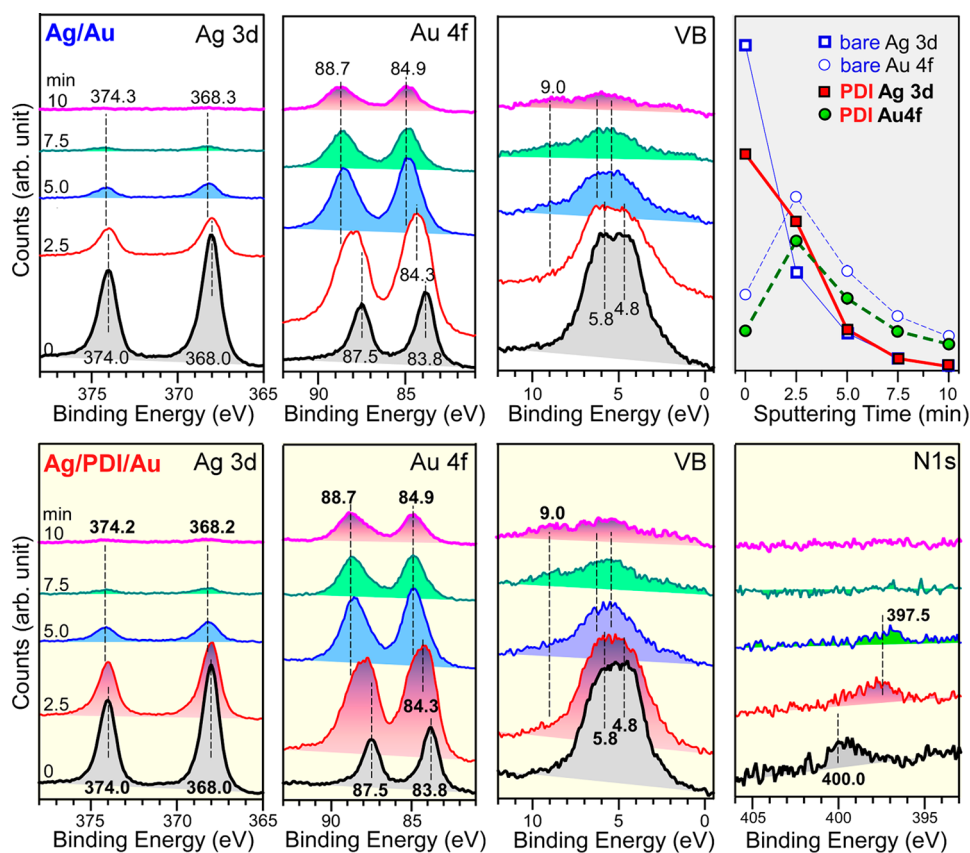 Ag/Au
Ag 3d
min
10
7.5
5.0
2.5
0
374.3
368.3
374.0
368.0
375
370
365
Binding Energy (eV)
Counts (arb. unit)
Au 4f
88.7
84.9
84.3
87.5
83.8
90
85
Binding Energy (eV)
VB
9.0
5.8
4.8
10
5
0
Binding Energy (eV)
bare Ag 3d
bare Au 4f
PDI Ag 3d
PDI Au4f
0
2.5
5.0
7.5
10
Sputtering Time (min)
Ag/PDI/Au
Ag 3d
min
10
7.5
5.0
2.5
0
374.2
368.2
374.0
368.0
375
370
365
Binding Energy (eV)
Counts (arb. unit)
Au 4f
88.7
84.9
84.3
87.5
83.8
90
85
Binding Energy (eV)
VB
9.0
5.8
4.8
10
5
0
Binding Energy (eV)
N1s
397.5
400.0
405
400
395
Binding Energy (eV)